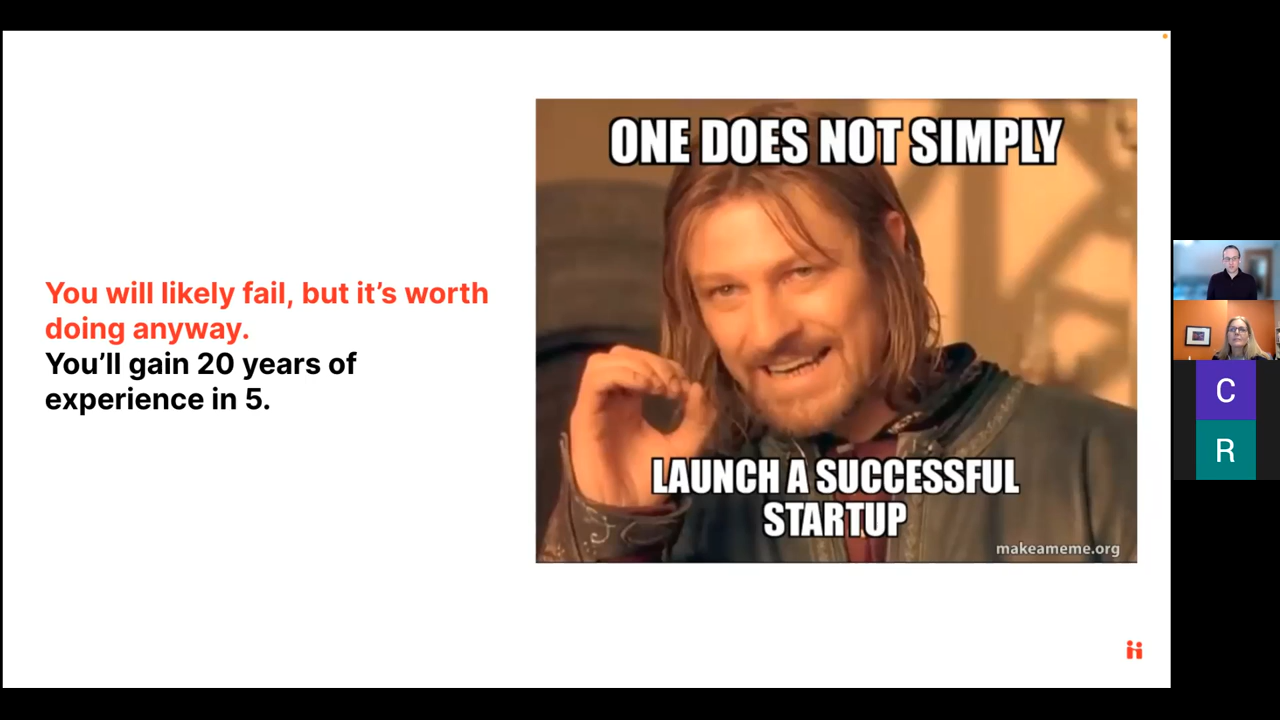 You will likely fail, but it’s worth
doing anyway.
You’ll gain 20 years of
experience in 5.
ONE DOES NOT SIMPLY
LAUNCH A SUCCESSFUL
STARTUP
makeameme.org
C
R